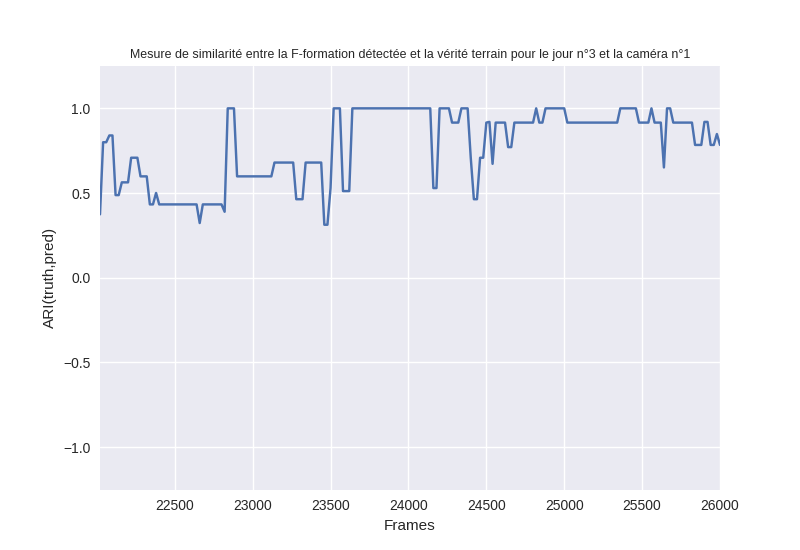 Mesure de similarité entre la F-formation détectée et la vérité terrain pour le jour n°3 et la caméra n°1
1.0
0.5
0.0
−0.5
−1.0
ARI(truth,pred)
22500 23000 23500 24000 24500 25000 25500 26000
Frames